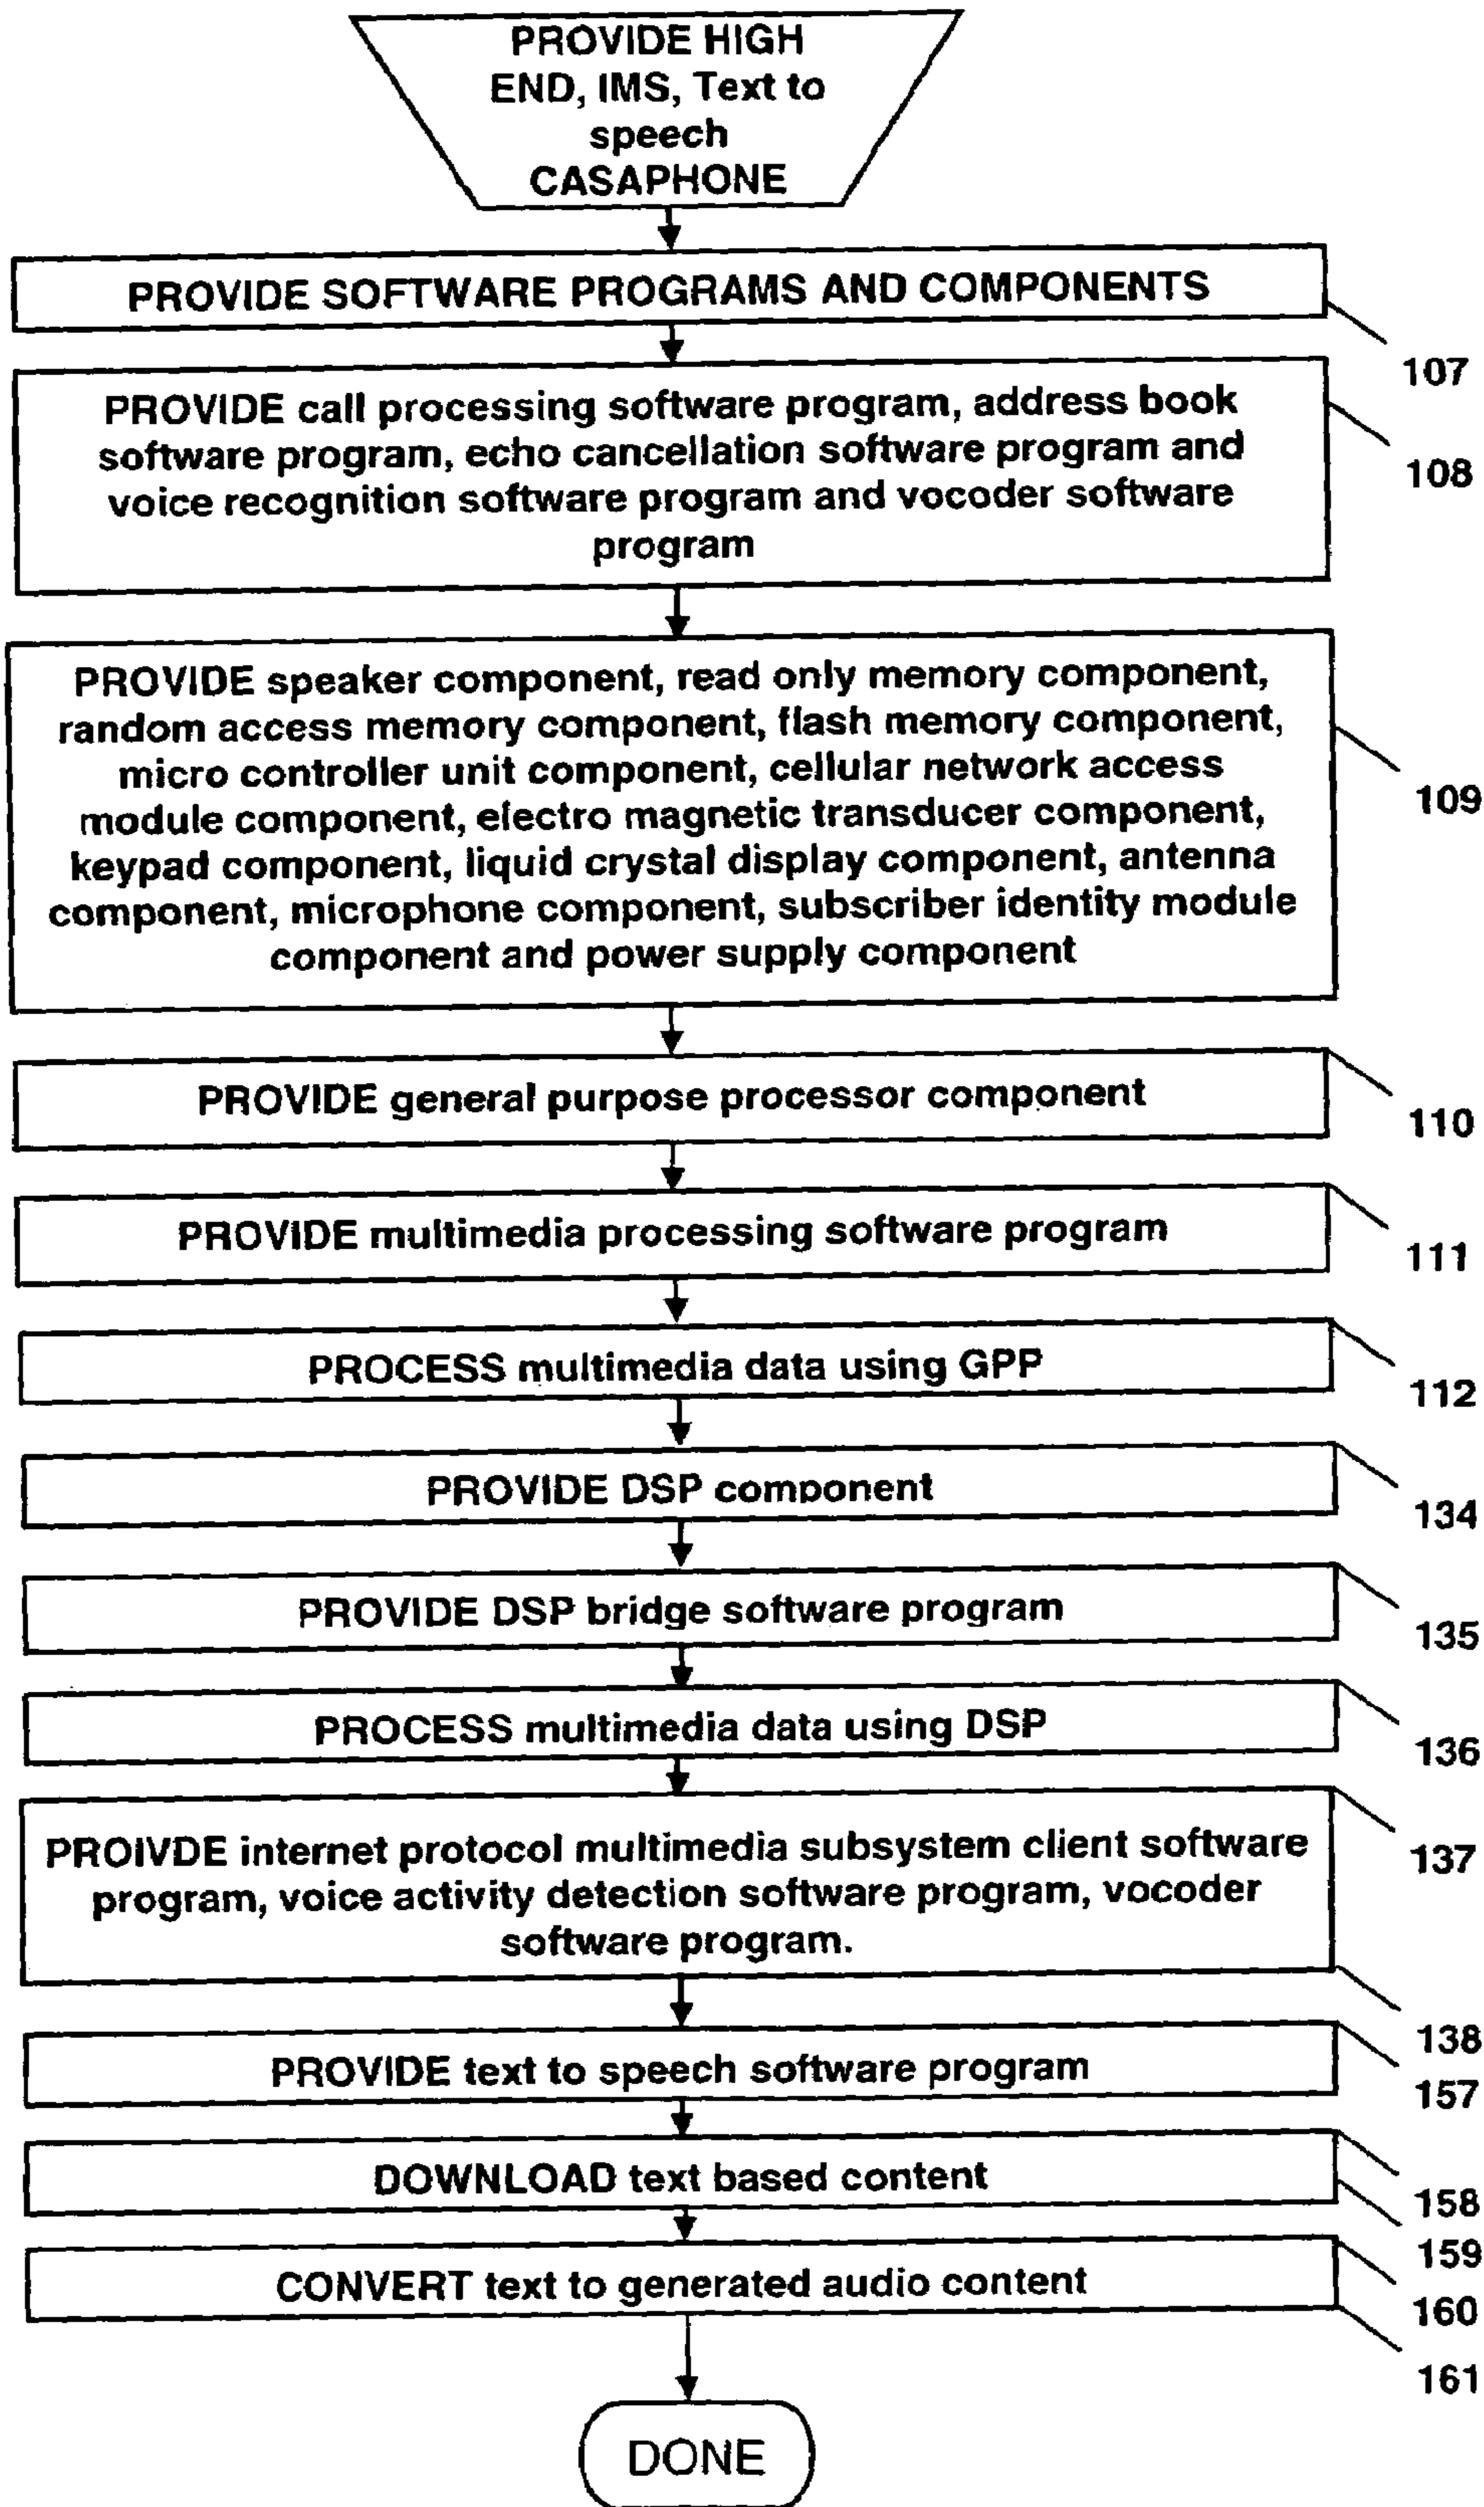 PROVIDE HIGH
END, IMS, Text to
speech
CASAPHONE
PROVIDE SOFTWARE PROGRAMS AND COMPONENTS
107
PROVIDE call processing software program, address book
software program, echo cancellation software program and
voice recognition software program and vocoder software
program
108
PROVIDE speaker component, read only memory component,
random access memory component, flash memory component,
micro controller unit component, cellular network access
module component, electro magnetic transducer component,
keypad component, liquid crystal display component, antenna
component, microphone component, subscriber identity module
component and power supply component
109
PROVIDE general purpose processor component
110
PROVIDE multimedia processing software program
111
PROCESS multimedia data using GPP
112
PROVIDE DSP component
134
PROVIDE DSP bridge software program
135
PROCESS multimedia data using DSP
136
PROIVDE internet protocol multimedia subsystem client software
program, voice activity detection software program, vocoder
software program.
137
138
PROVIDE text to speech software program
157
DOWNLOAD text based content
158
159
CONVERT text to generated audio content
160
161
DONE